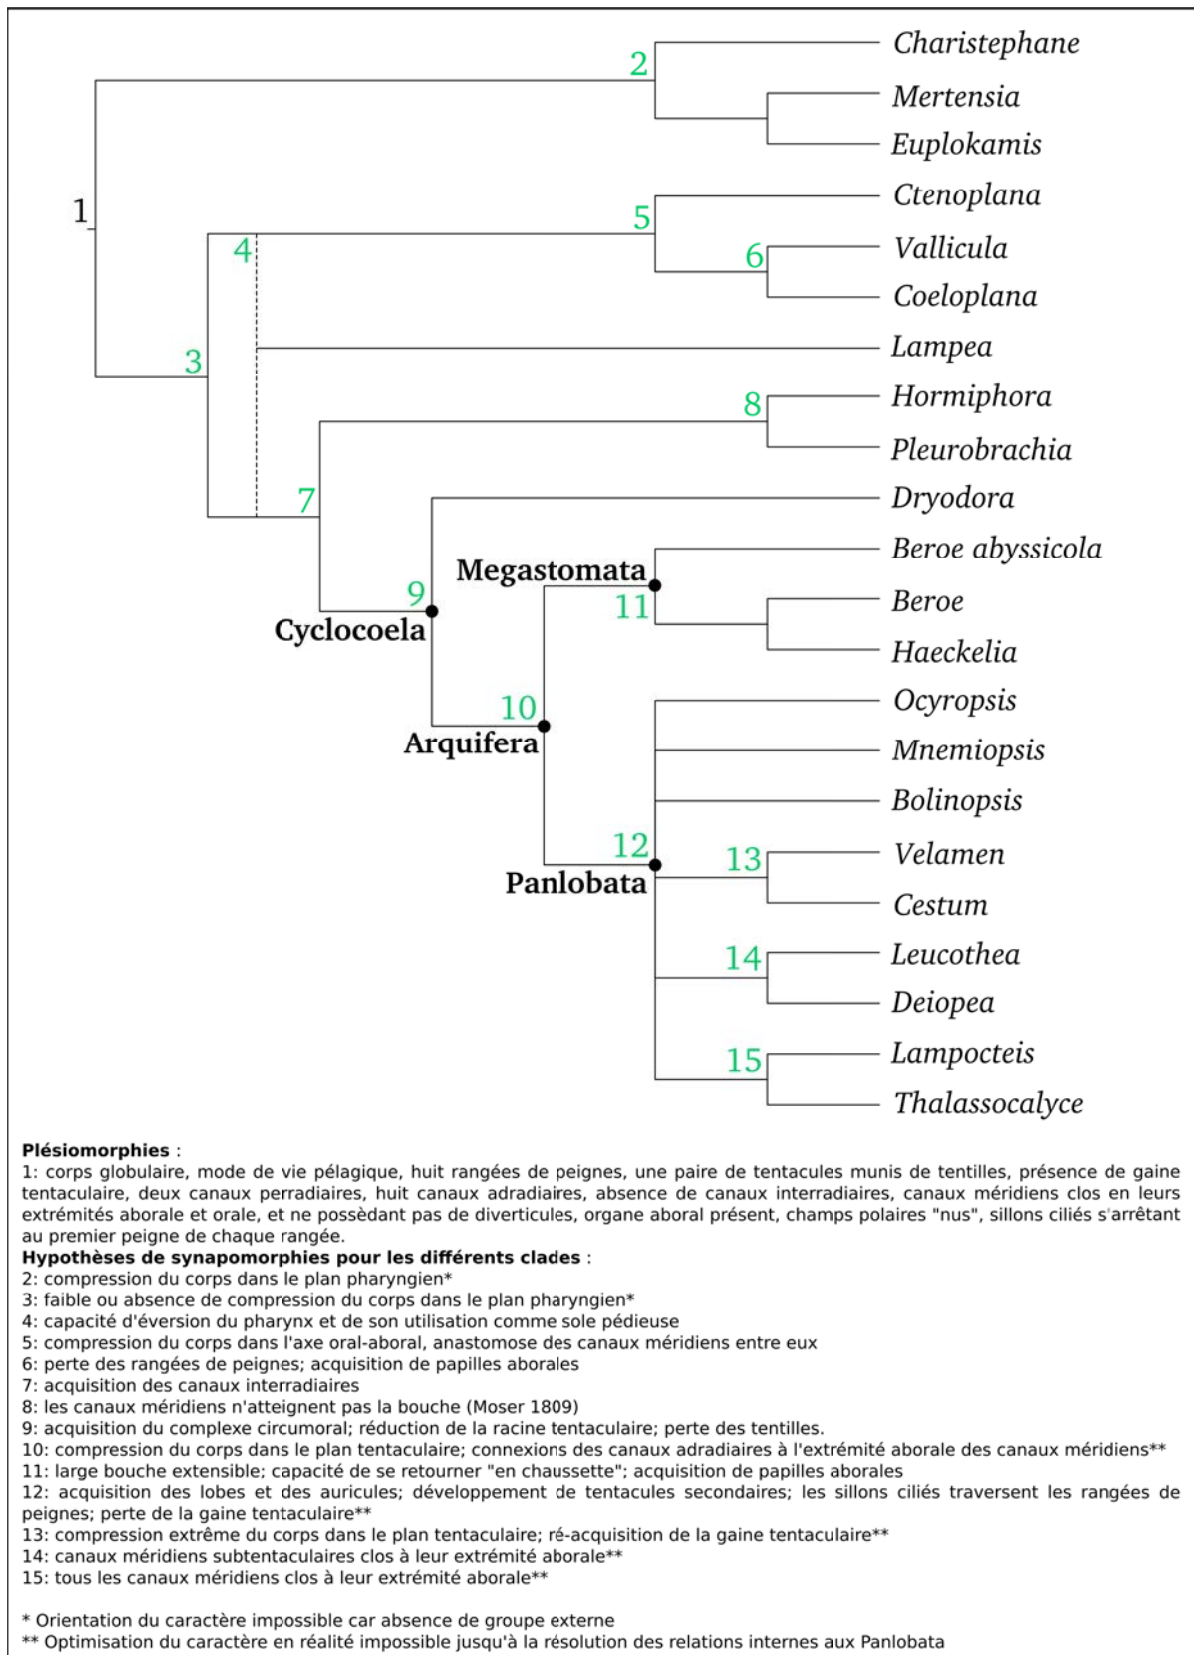 Charistephane
2
Mertensia
Euplokamis
Ctenoplana
1
5
4
Vallicula
6
Coeloplana
Lampea
3
Hormiphora
8
Pleurobrachia
7
Dryodora
Beroe abyssicola
Megastomata
9
11
Beroe
Cyclocoela
Haeckelia
Ocyropsis
10
Arquifera
Mnemiopsis
Bolinopsis
12
Velamen
13
Panlobata
Cestum
Leucothea
14
Deiopea
Lampocteis
15
Thalassocalyce
Plésiomorphies :
1: corps globulaire, mode de vie pélagique, huit rangées de peignes, une paire de tentacules munis de tentilles, présence de gaine
tentaculaire, deux canaux perradiaires, huit canaux adradiaires, absence de canaux interradiaires, canaux méridiens clos en leurs
extrémités aborale et orale, et ne possèdant pas de diverticules, organe aboral présent, champs polaires "nus", sillons ciliés s'arrêtant
au premier peigne de chaque rangée.
Hypothèses de synapomorphies pour les différents clades :
2: compression du corps dans le plan pharyngien*
3: faible ou absence de compression du corps dans le plan pharyngien*
4: capacité d'éversion du pharynx et de son utilisation comme sole pédieuse
5: compression du corps dans l'axe oral-aboral, anastomose des canaux méridiens entre eux
6: perte des rangées de peignes; acquisition de papilles aborales
7: acquisition des canaux interradiaires
8: les canaux méridiens n'atteignent pas la bouche (Moser 1809)
9: acquisition du complexe circumoral; réduction de la racine tentaculaire; perte des tentilles.
10: compression du corps dans le plan tentaculaire; connexions des canaux adradiaires à l'extrémité aborale des canaux méridiens**
11: large bouche extensible; capacité de se retourner "en chaussette"; acquisition de papilles aborales
12: acquisition des lobes et des auricules; développement de tentacules secondaires; les sillons ciliés traversent les rangées de
peignes; perte de la gaine tentaculaire**
13: compression extrême du corps dans le plan tentaculaire; ré-acquisition de la gaine tentaculaire**
14: canaux méridiens subtentaculaires clos à leur extrémité aborale**
15: tous les canaux méridiens clos à leur extrémité aborale**
* Orientation du caractère impossible car absence de groupe externe
** Optimisation du caractère en réalité impossible jusqu'à la résolution des relations internes aux Panlobata